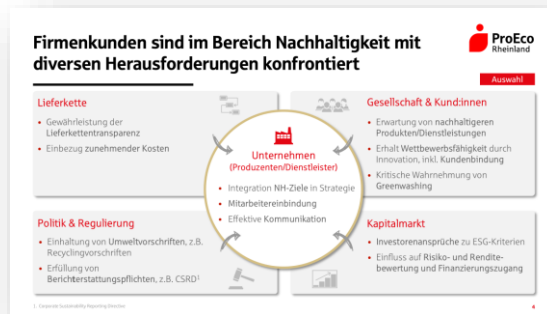 Firmenkunden sind im Bereich Nachhaltigkeit mit
diversen Herausforderungen konfrontiert
ProEco
Rheinland
Auswahl
Lieferkette
• Gewährleistung der
Lieferkettentransparenz
• Einbezug zunehmender Kosten
Gesellschaft & Kund:innen
• Erwartung von nachhaltigeren
Produkten/Dienstleistungen
• Erhalt Wettbewerbsfähigkeit durch
Innovation, inkl. Kundenbindung
• Kritische Wahrnehmung von
Greenwashing
Unternehmen
(Produzenten/Dienstleister)
• Integration NH-Ziele in Strategie
• Mitarbeitereinbindung
• Effektive Kommunikation
Politik & Regulierung
• Einhaltung von Umweltvorschriften, z.B.
Recyclingvorschriften
• Erfüllung von
Berichterstattungspflichten, z.B. CSRD¹
Kapitalmarkt
• Investorenansprüche zu ESG-Kriterien
• Einfluss auf Risiko- und Rendite-
bewertung und Finanzierungszugang
1. Corporate Sustainability Reporting Directive
4